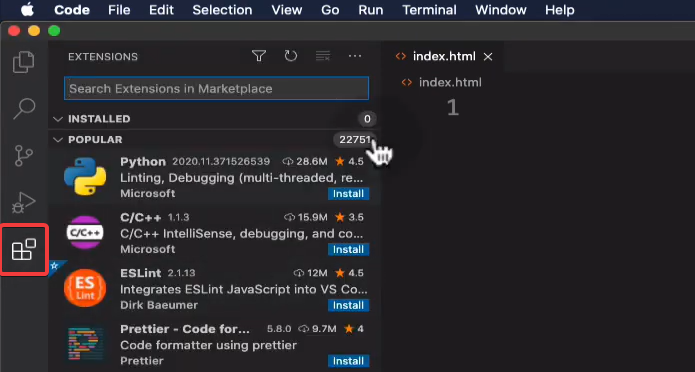 Code File Edit Selection View Go Run Terminal Window Help
EXTENSIONS
index.html
Search Extensions in Marketplace
index.html
INSTALLED 0
1
POPULAR 22751
Python 2020.11.371526539 28.6M 4.5
Linting, Debugging (multi-threaded, re...
Microsoft Install
C/C++ 1.1.3 15.9M 3.5
C/C++
C/C++ IntelliSense, debugging, and co...
Microsoft Install
ESLint 2.1.13 12M 4.5
ES
Lint
Integrates ESLint JavaScript into VS Co...
Dirk Baeumer Install
Prettier - Code for... 5.8.0 9.7M 4
Code formatter using prettier
Prettier Install